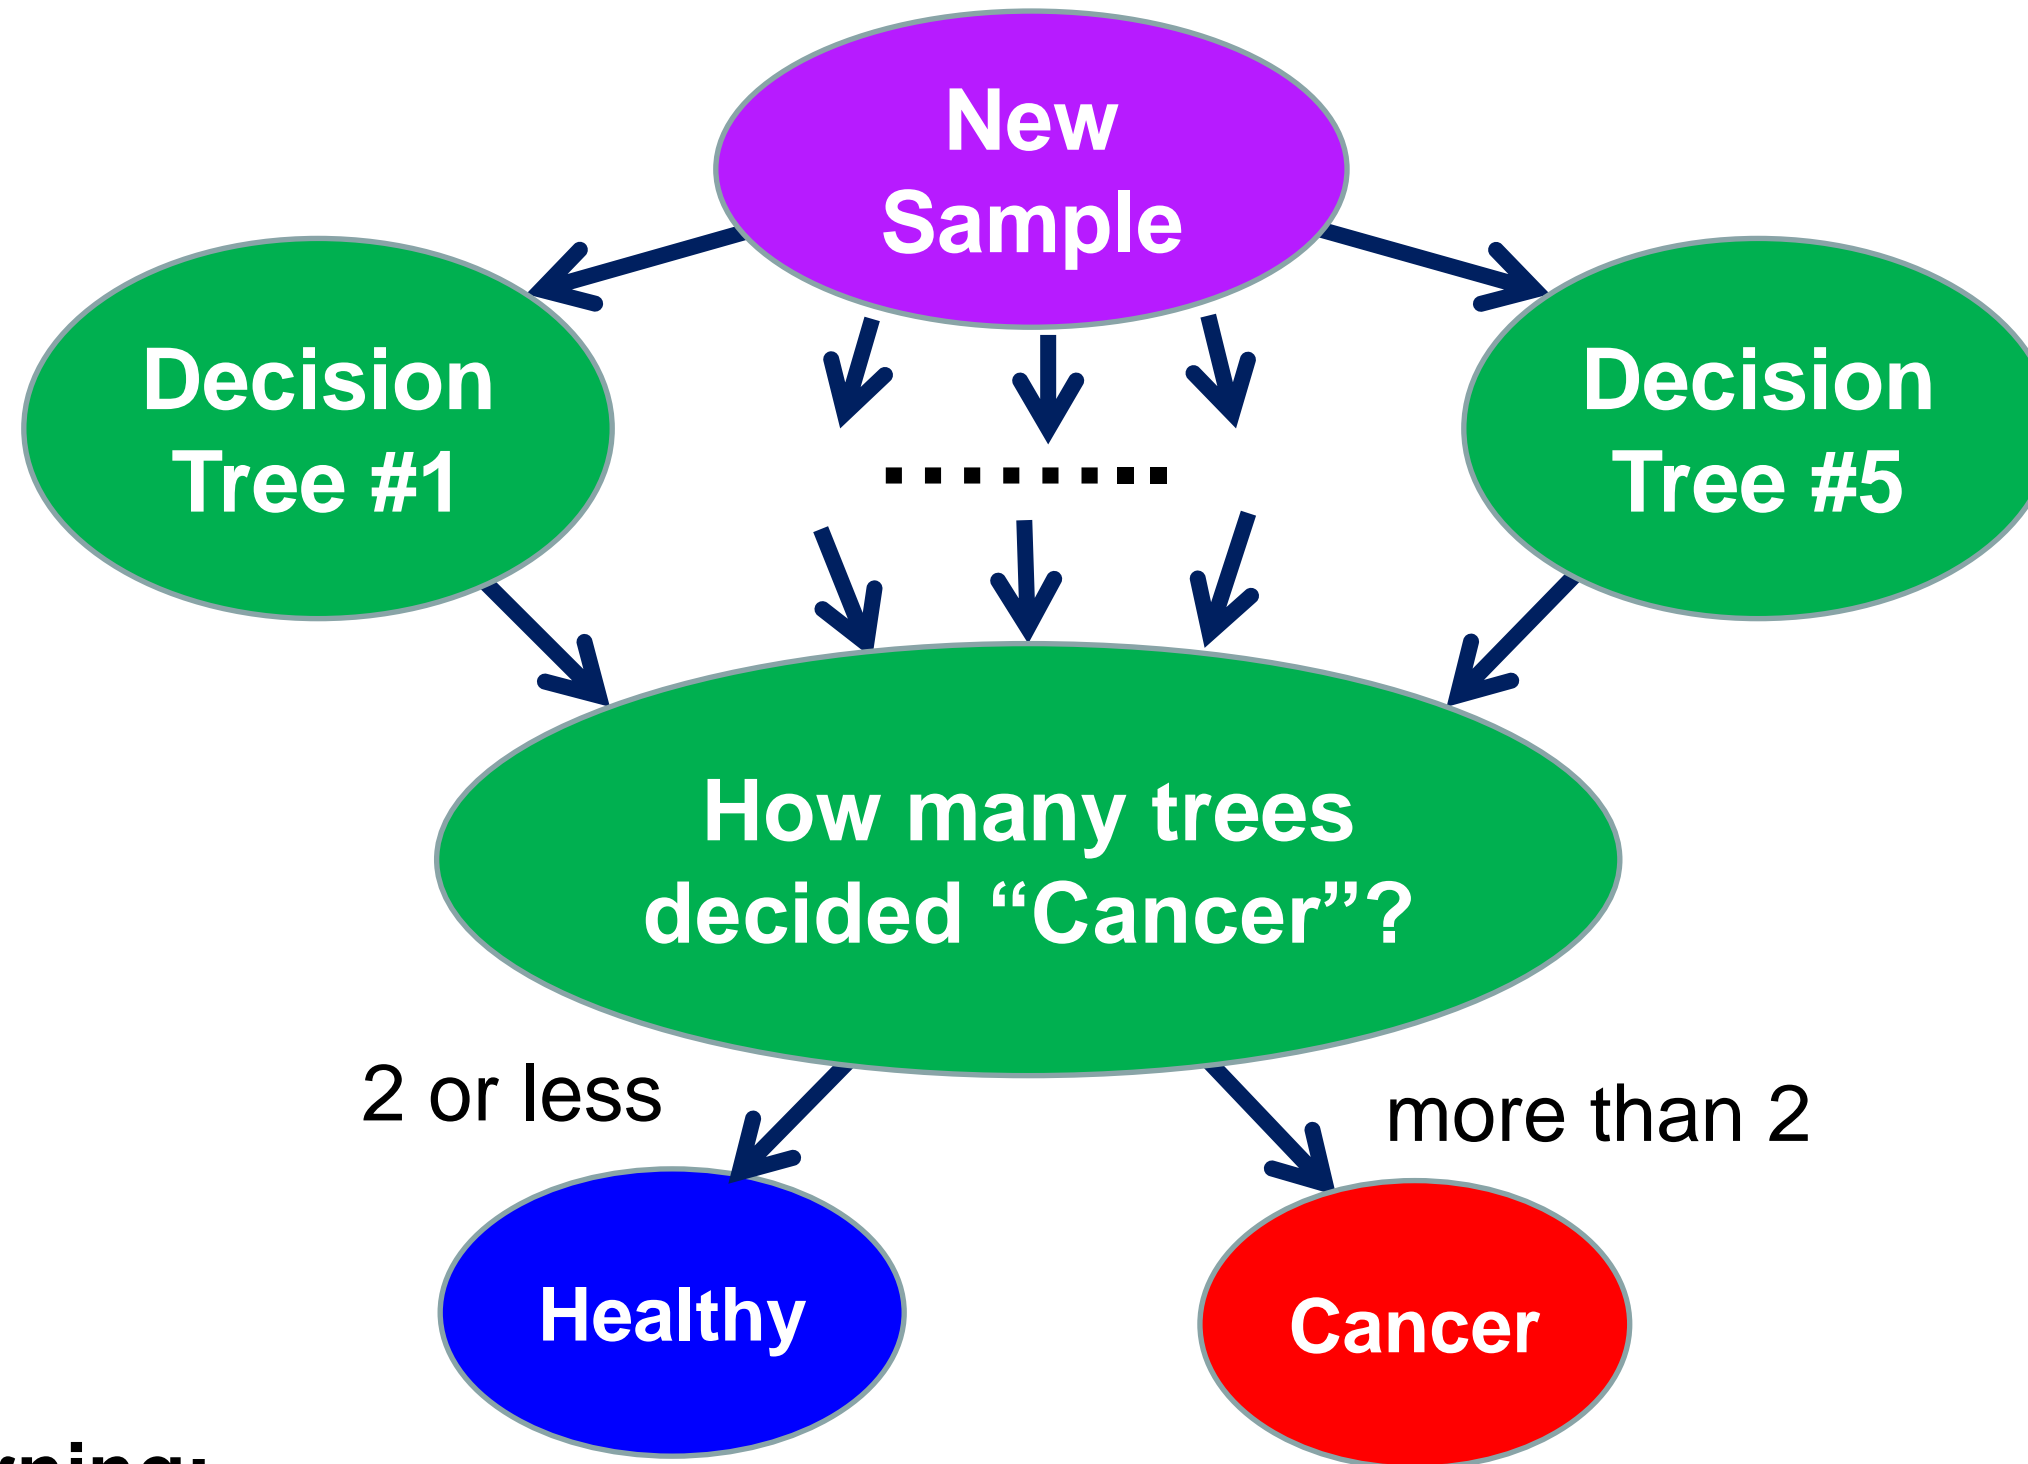 New
Sample
Decision
Tree #1
Decision
Tree #5
How many trees
decided “Cancer”?
2 or less
more than 2
Healthy
Cancer